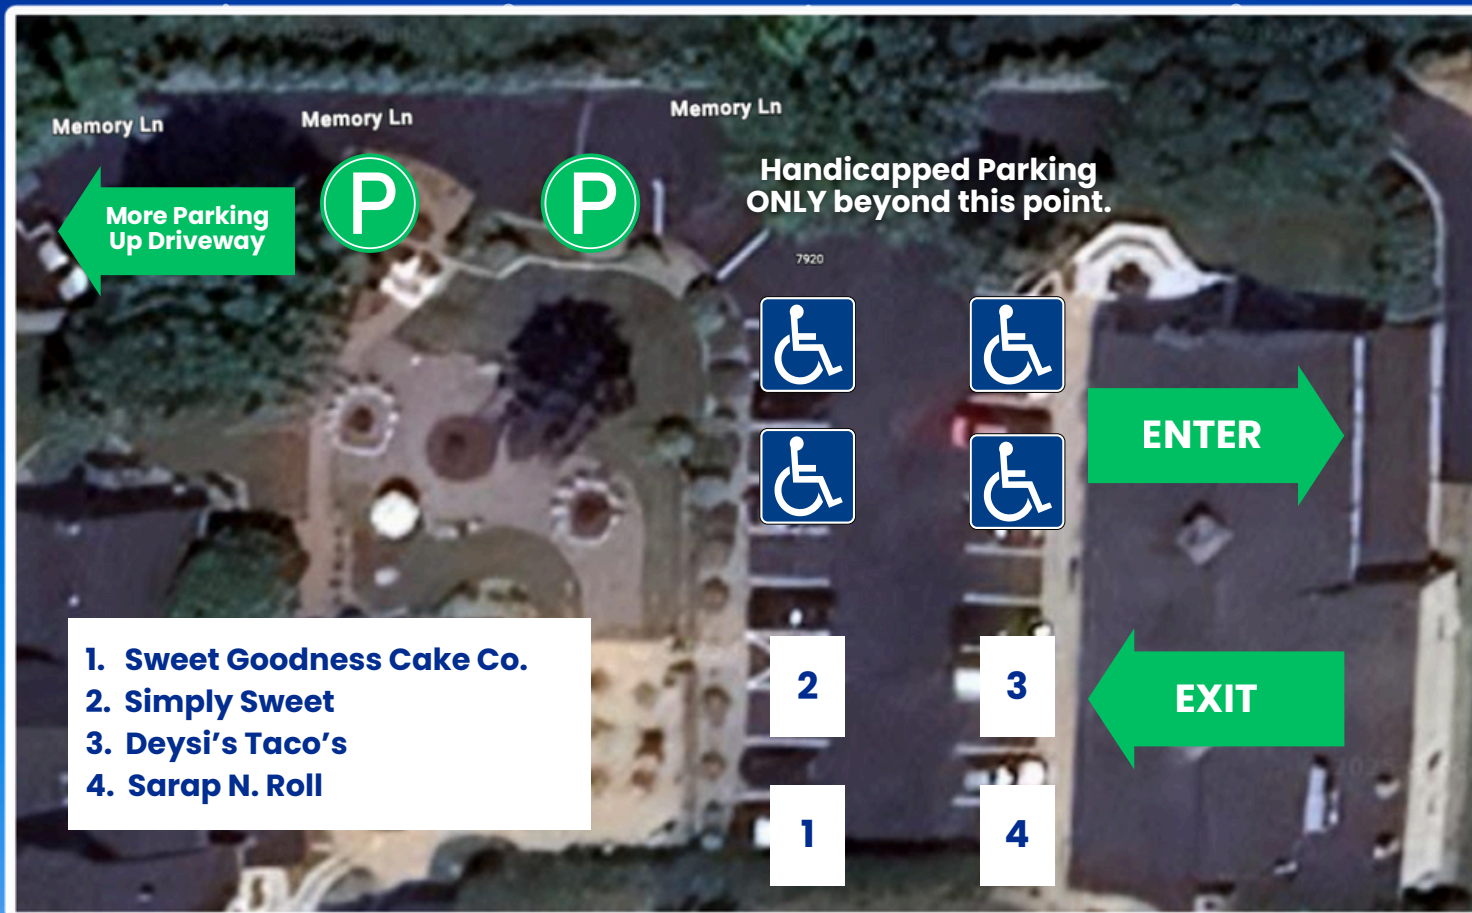 Memory Ln
Memory Ln
Memory Ln
More Parking
Up Driveway
P
P
Handicapped Parking
ONLY beyond this point.
7920
ENTER
1. Sweet Goodness Cake Co.
2. Simply Sweet
3. Deysi's Taco's
4. Sarap N. Roll
2
3
EXIT
1
4